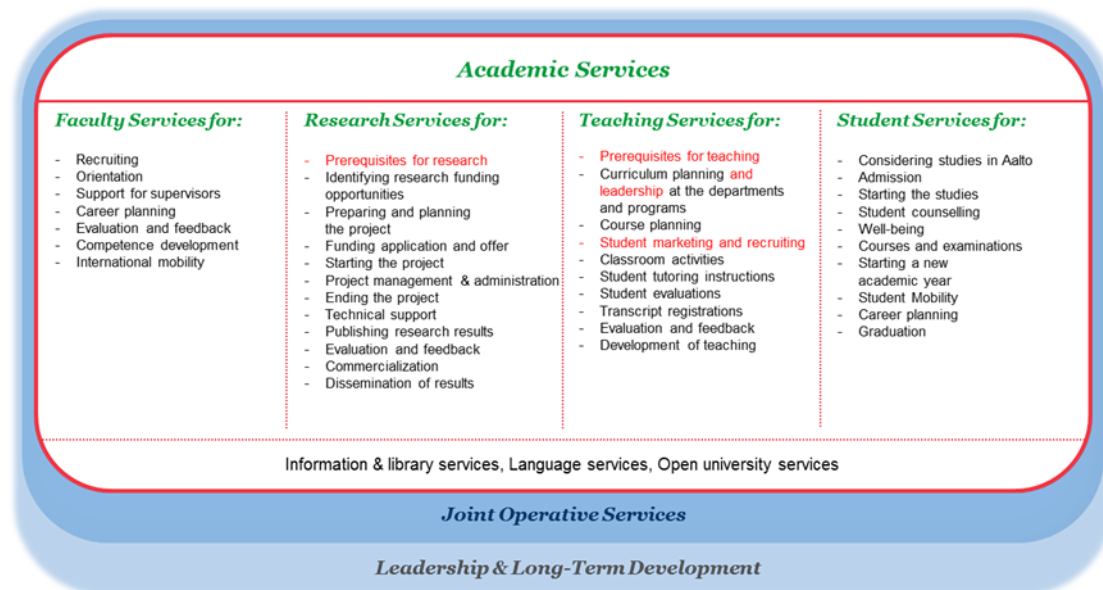 Academic Services
Faculty Services for:
- Recruiting
- Orientation
- Support for supervisors
- Career planning
- Evaluation and feedback
- Competence development
- International mobility
Research Services for:
- Prerequisites for research
- Identifying research funding
opportunities
- Preparing and planning
the project
- Funding application and offer
- Starting the project
- Project management & administration
- Ending the project
- Technical support
- Publishing research results
- Evaluation and feedback
- Commercialization
- Dissemination of results
Teaching Services for:
- Prerequisites for teaching
- Curriculum planning and
leadership at the departments
and programs
- Course planning
- Student marketing and recruiting
- Classroom activities
- Student tutoring instructions
- Student evaluations
- Transcript registrations
- Evaluation and feedback
- Development of teaching
Student Services for:
- Considering studies in Aalto
- Admission
- Starting the studies
- Student counselling
- Well-being
- Courses and examinations
- Starting a new
academic year
- Student Mobility
- Career planning
- Graduation
Information & library services, Language services, Open university services
Joint Operative Services
Leadership & Long-Term Development